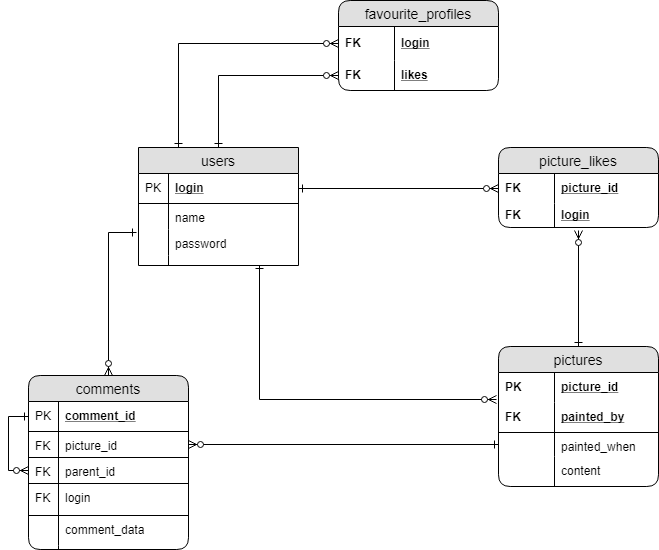 favourite_profiles
FK login
FK likes
users
PK login
name
password
picture_likes
FK picture_id
FK login
pictures
PK picture_id
FK painted_by
painted_when
content
comments
PK comment_id
FK picture_id
FK parent_id
FK login
comment_data